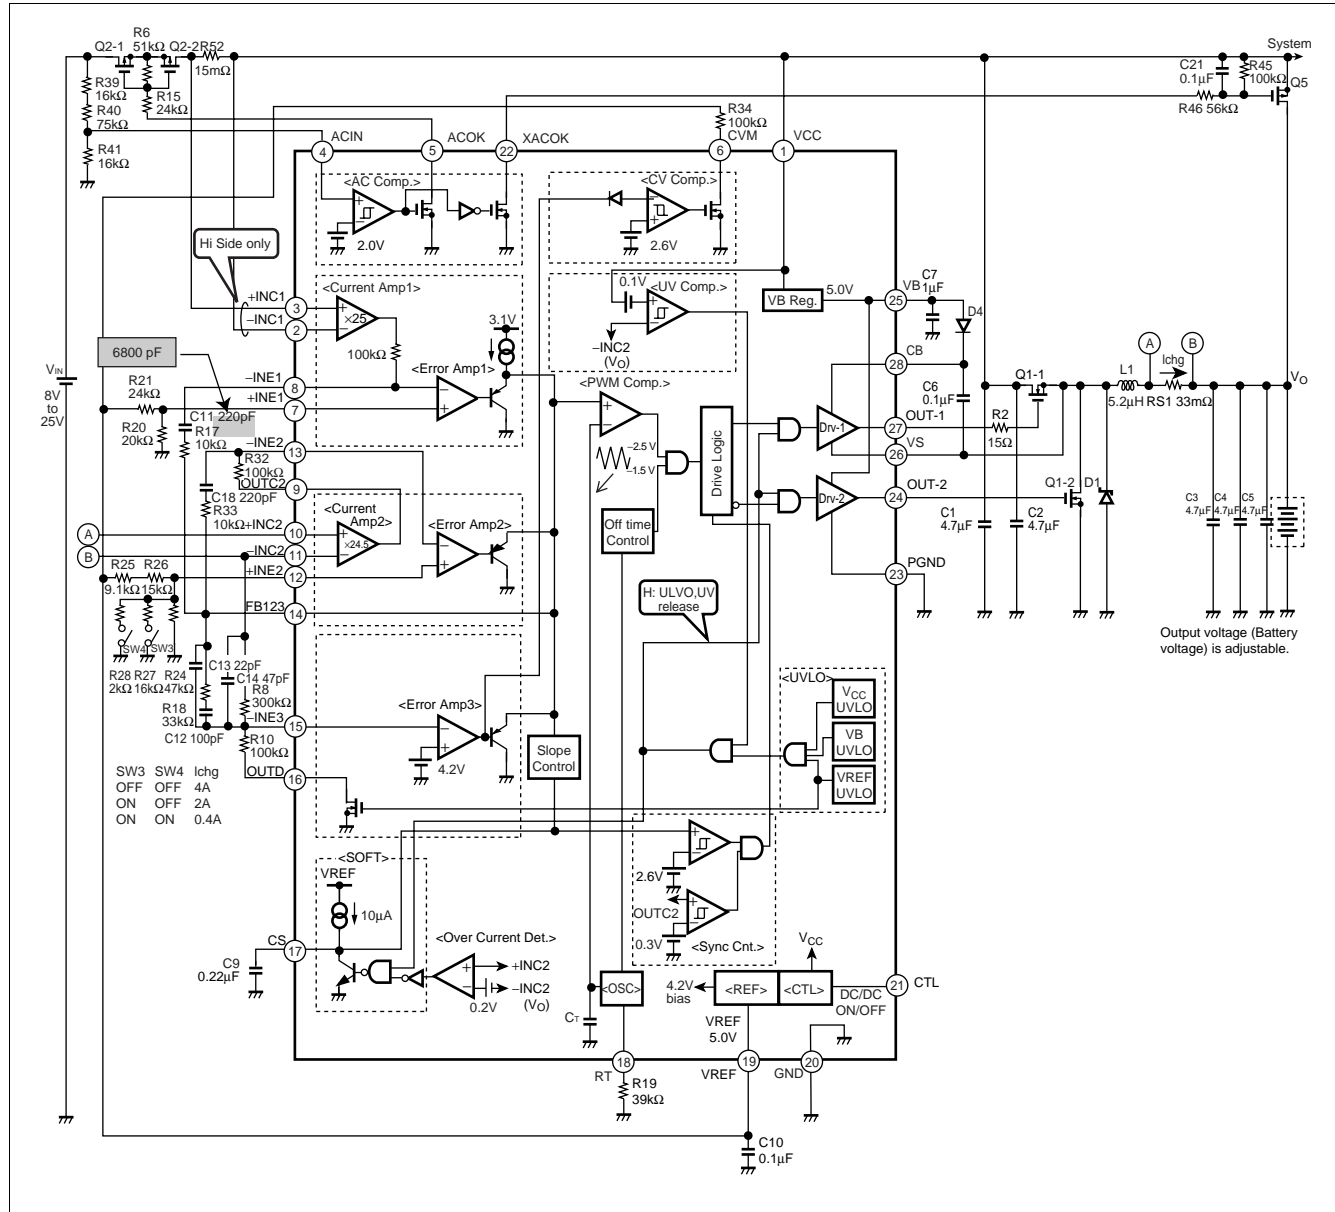 R6
51kΩ
Q2-1
Q2-2
R52
15mΩ
System
C21
0.1μF
R45
100kΩ
Q5
R46 56kΩ
R39
16kΩ
R40
75kΩ
R15
24kΩ
R41
16kΩ
R34
100kΩ
ACIN
ACOK
XACOK
CVM
VCC
4
5
22
6
1
<AC Comp.>
+
−
2.0V
<CV Comp.>
−
+
2.6V
Hi Side only
+INC1
3
−INC1
2
<Current Amp1>
+
×25
−
100kΩ
3.1V
0.1V
<UV Comp.>
+
−
−INC2
(VO)
VB Reg.
5.0V
VB
25
C7
1μF
D4
6800 pF
VIN
8V
to
25V
R21
24kΩ
R20
20kΩ
−INE1
8
+INE1
7
<Error Amp1>
−
+
C11 220pF
R17
10kΩ
<PWM Comp.>
+
−
−2.5 V
−1.5 V
Drive Logic
Drv-1
Drv-2
28
CB
C6
0.1μF
27
OUT-1
R2
15Ω
26
VS
24
OUT-2
23
PGND
Q1-1
Q1-2
D1
L1
5.2μH
A
B
Ichg
RS1 33mΩ
VO
C1
4.7μF
C2
4.7μF
C3
4.7μF
C4
4.7μF
C5
4.7μF
Output voltage (Battery
voltage) is adjustable.
−INE2
13
R32
100kΩ
OUTC2
9
C18 220pF
R33
10kΩ
+INC2
10
−INC2
11
+INE2
12
A
B
<Current
Amp2>
+
×24.5
−
<Error Amp2>
−
+
Off time
Control
H: ULVO,UV
release
R25
9.1kΩ
R26
15kΩ
FB123
14
SW4
SW3
R28
2kΩ
R27
16kΩ
R24
47kΩ
C13 22pF
C14 47pF
R8
300kΩ
R18
33kΩ
C12 100pF
−INE3
15
R10
100kΩ
OUTD
16
<Error Amp3>
−
+
4.2V
Slope
Control
<UVLO>
VCC
UVLO
VB
UVLO
VREF
UVLO
SW3 SW4 Ichg
OFF OFF 4A
ON OFF 2A
ON ON 0.4A
<SOFT>
VREF
10μA
CS
17
C9
0.22μF
<Over Current Det.>
+
−
+INC2
−INC2
(VO)
0.2V
+
−
2.6V
OUTC2
+
−
0.3V
<Sync Cnt.>
<OSC>
CT
4.2V
bias
<REF>
<CTL>
VCC
DC/DC
ON/OFF
21
CTL
VREF
5.0V
RT
18
VREF
19
GND
20
R19
39kΩ
C10
0.1μF